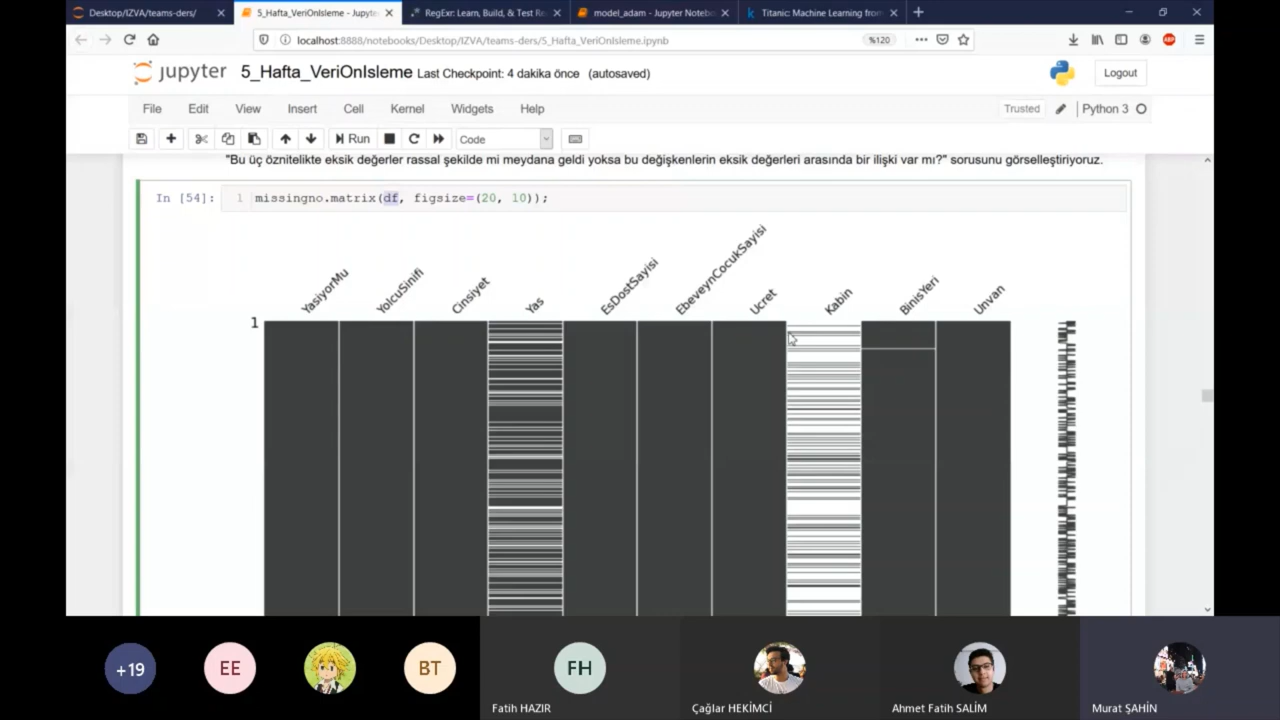 Desktop/IZVA/teams-ders/
5_Hafta_VeriOnIsleme - Jupyte
RegExr: Learn, Build, & Test Re
model_adam - Jupyter Notebo
Titanic: Machine Learning from
localhost:8888/notebooks/Desktop/IZVA/teams-ders/5_Hafta_VeriOnIsleme.ipynb
%120
ABP
jupyter 5_Hafta_VeriOnIsleme Last Checkpoint: 4 dakika önce (autosaved)
Logout
File Edit View Insert Cell Kernel Widgets Help
Trusted
Python 3
Run
Code
"Bu üç öznitelikte eksik değerler rassal şekilde mi meydana geldi yoksa bu değişkenlerin eksik değerleri arasında bir ilişki var mı?" sorusunu görselleştiriyoruz.
In [54]: 1 missingno.matrix(df, figsize=(20, 10));
YasiyorMu
YolcuSinifi
Cinsiyet
Yas
EsDostSayisi
EbeveynCocukSayisi
Ucret
Kabin
BinisYeri
Unvan
1
+19
EE
BT
FH
Fatih HAZIR
Çağlar HEKİMCİ
Ahmet Fatih SALİM
Murat ŞAHİN